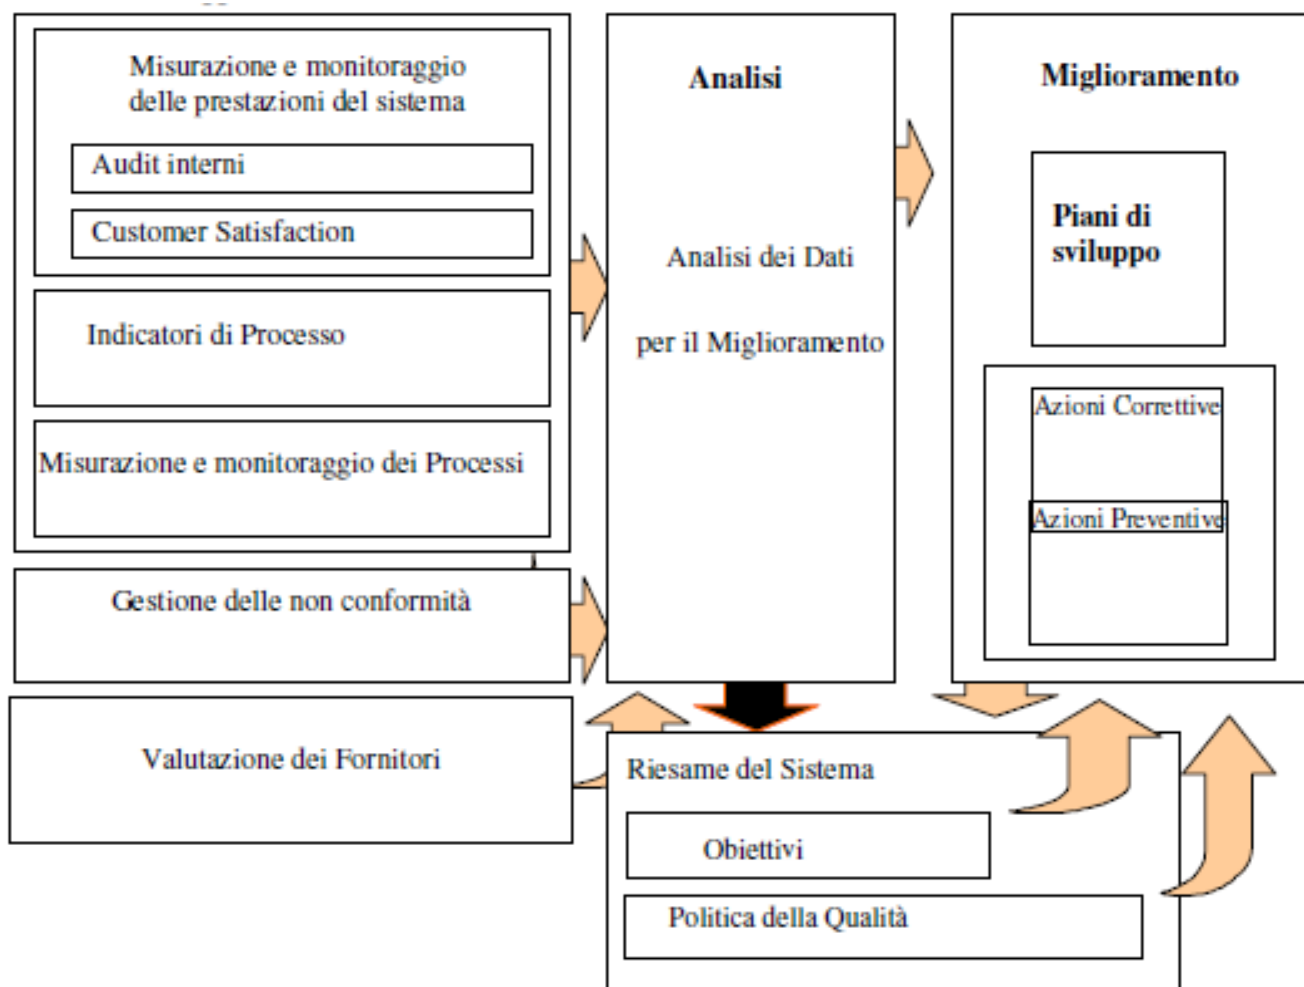 Misurazione e monitoraggio
delle prestazioni del sistema
Audit interni
Customer Satisfaction
Indicatori di Processo
Misurazione e monitoraggio dei Processi
Gestione delle non conformità
Valutazione dei Fornitori
Analisi
Analisi dei Dati
per il Miglioramento
Miglioramento
Piani di
sviluppo
Azioni Correttive
Azioni Preventive
Riesame del Sistema
Obiettivi
Politica della Qualità